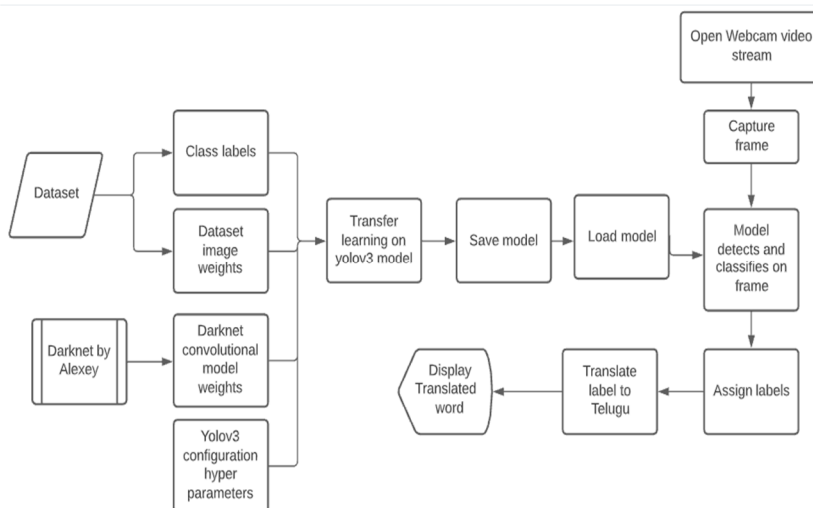 Open Webcam video
stream
Capture
frame
Class labels
Dataset
Dataset
image
weights
Transfer
learning on
yolov3 model
Save model
Load model
Model
detects and
classifies on
frame
Darknet by
Alexey
Darknet
convolutional
model
weights
Display
Translated
word
Translate
label to
Telugu
Assign labels
Yolov3
configuration
hyper
parameters